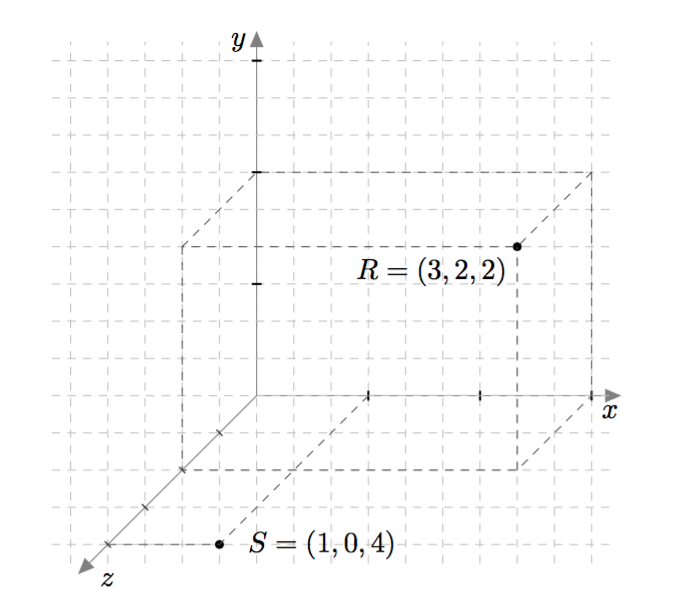 y
R = (3, 2, 2)
x
S = (1, 0, 4)
z